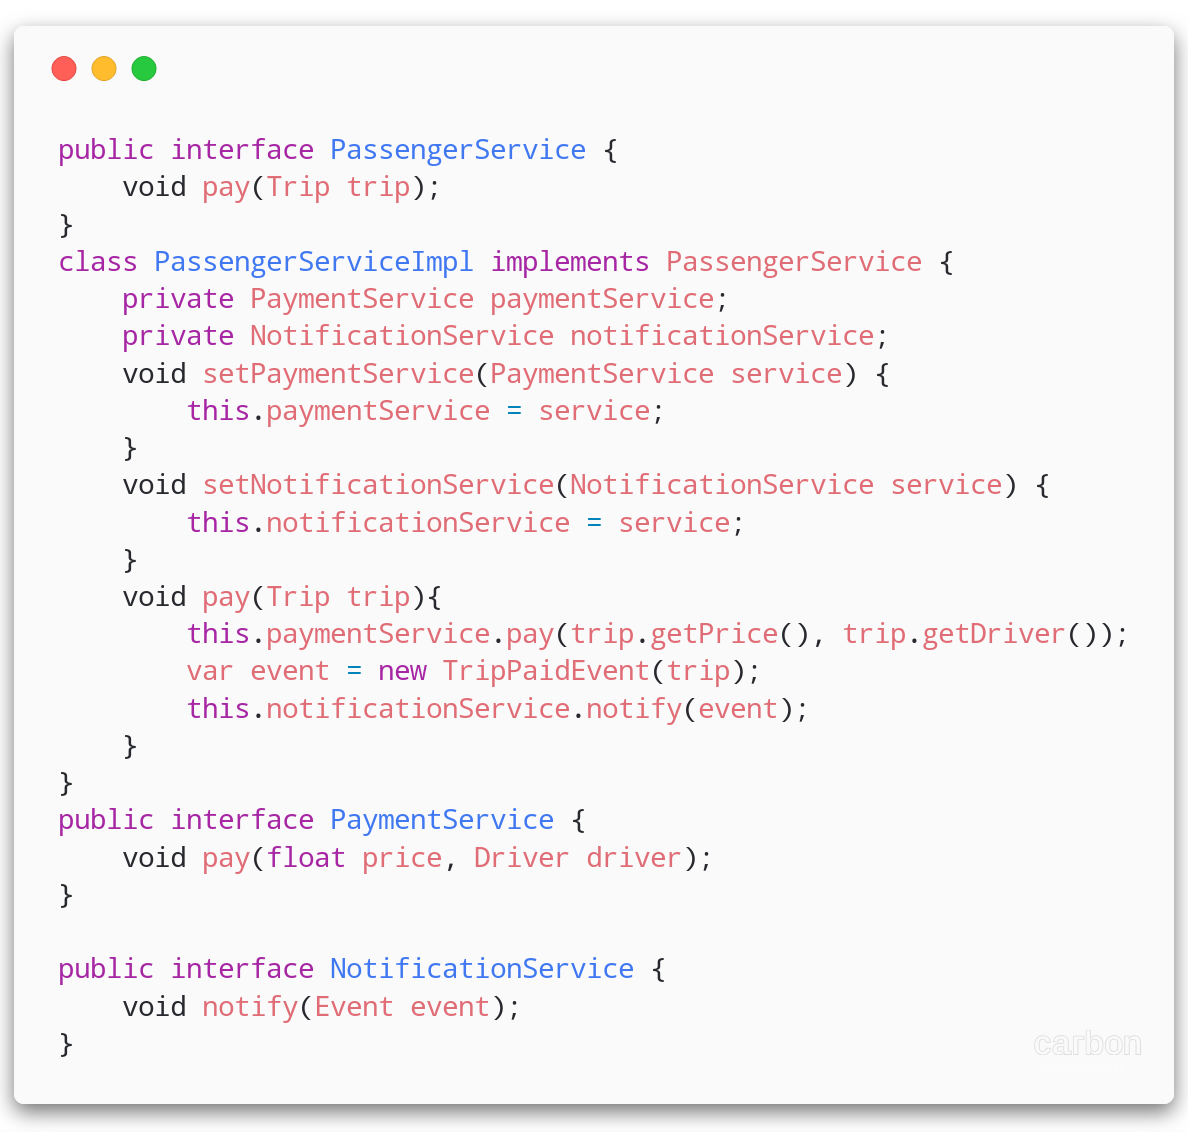 public interface PassengerService {
    void pay(Trip trip);
}
class PassengerServiceImpl implements PassengerService {
    private PaymentService paymentService;
    private NotificationService notificationService;
    void setPaymentService(PaymentService service) {
        this.paymentService = service;
    }
    void setNotificationService(NotificationService service) {
        this.notificationService = service;
    }
    void pay(Trip trip){
        this.paymentService.pay(trip.getPrice(), trip.getDriver());
        var event = new TripPaidEvent(trip);
        this.notificationService.notify(event);
    }
}
public interface PaymentService {
    void pay(float price, Driver driver);
}

public interface NotificationService {
    void notify(Event event);
}
carbon